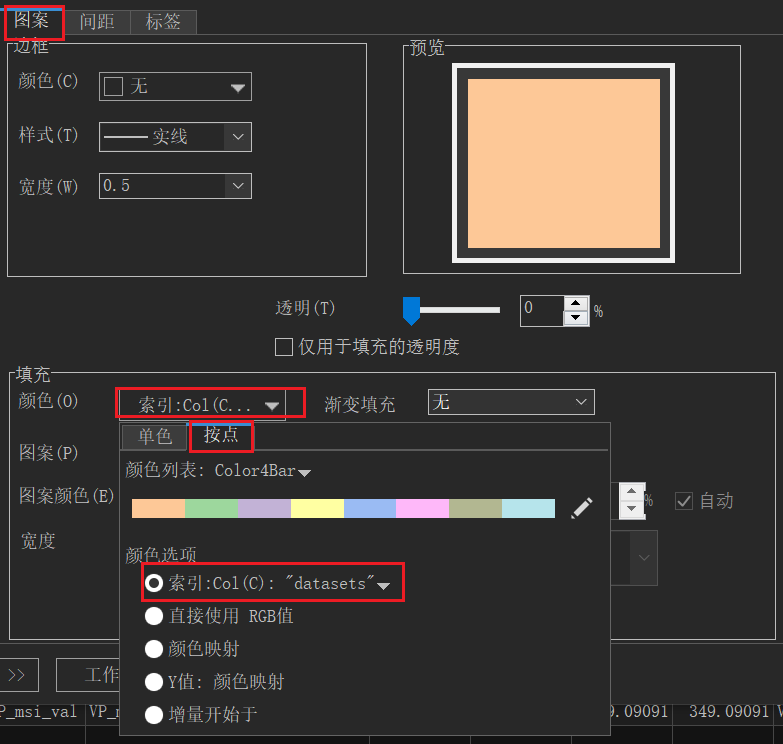 图案 间距 标签
边框
颜色(C) 无
样式(T) 实线
宽度(W) 0.5
预览
透明(T) 0 %
仅用于填充的透明度
填充
颜色(O) 索引:Col(C... 渐变填充 无
单色 按点
图案(P)
颜色列表: Color4Bar
图案颜色(E) % 自动
宽度
颜色选项
索引:Col(C): "datasets"
直接使用 RGB值
颜色映射
Y值: 颜色映射
增量开始于
>> 工作
P_msi_val VP_ 9.09091 349.09091